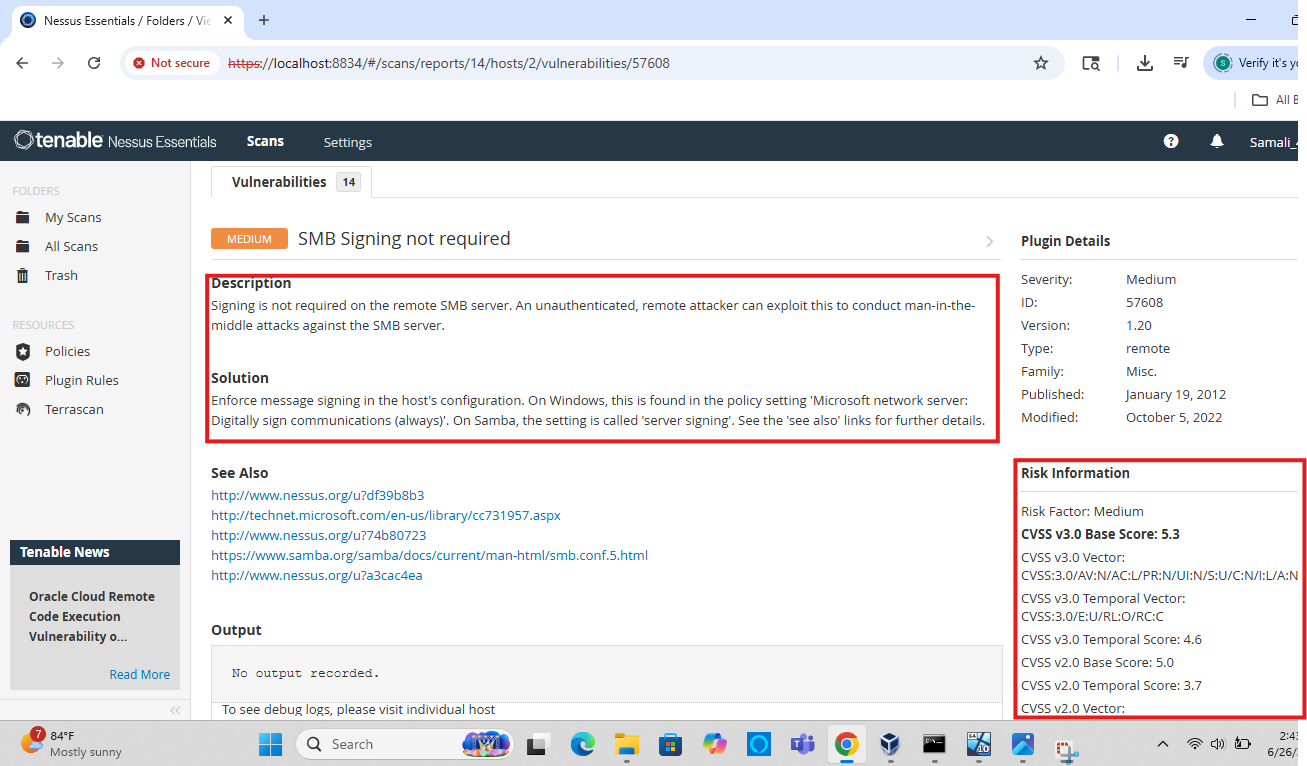 Nessus Essentials / Folders / Vie
Not secure
https://localhost:8834/#/scans/reports/14/hosts/2/vulnerabilities/57608
S
Verify it's yo
All B
tenable Nessus Essentials
Scans
Settings
Samali_
FOLDERS
My Scans
All Scans
Trash
RESOURCES
Policies
Plugin Rules
Terrascan
Tenable News
Oracle Cloud Remote
Code Execution
Vulnerability o...
Read More
Vulnerabilities 14
MEDIUM SMB Signing not required
Description
Signing is not required on the remote SMB server. An unauthenticated, remote attacker can exploit this to conduct man-in-the-
middle attacks against the SMB server.
Solution
Enforce message signing in the host's configuration. On Windows, this is found in the policy setting 'Microsoft network server:
Digitally sign communications (always)'. On Samba, the setting is called 'server signing'. See the 'see also' links for further details.
See Also
http://www.nessus.org/u?df39b8b3
http://technet.microsoft.com/en-us/library/cc731957.aspx
http://www.nessus.org/u?74b80723
https://www.samba.org/samba/docs/current/man-html/smb.conf.5.html
http://www.nessus.org/u?a3cac4ea
Output
No output recorded.
To see debug logs, please visit individual host
Plugin Details
Severity: Medium
ID: 57608
Version: 1.20
Type: remote
Family: Misc.
Published: January 19, 2012
Modified: October 5, 2022
Risk Information
Risk Factor: Medium
CVSS v3.0 Base Score: 5.3
CVSS v3.0 Vector:
CVSS:3.0/AV:N/AC:L/PR:N/UI:N/S:U/C:N/I:L/A:N
CVSS v3.0 Temporal Vector:
CVSS:3.0/E:U/RL:O/RC:C
CVSS v3.0 Temporal Score: 4.6
CVSS v2.0 Base Score: 5.0
CVSS v2.0 Temporal Score: 3.7
CVSS v2.0 Vector:
7
84°F
Mostly sunny
Search
2:43
6/26/